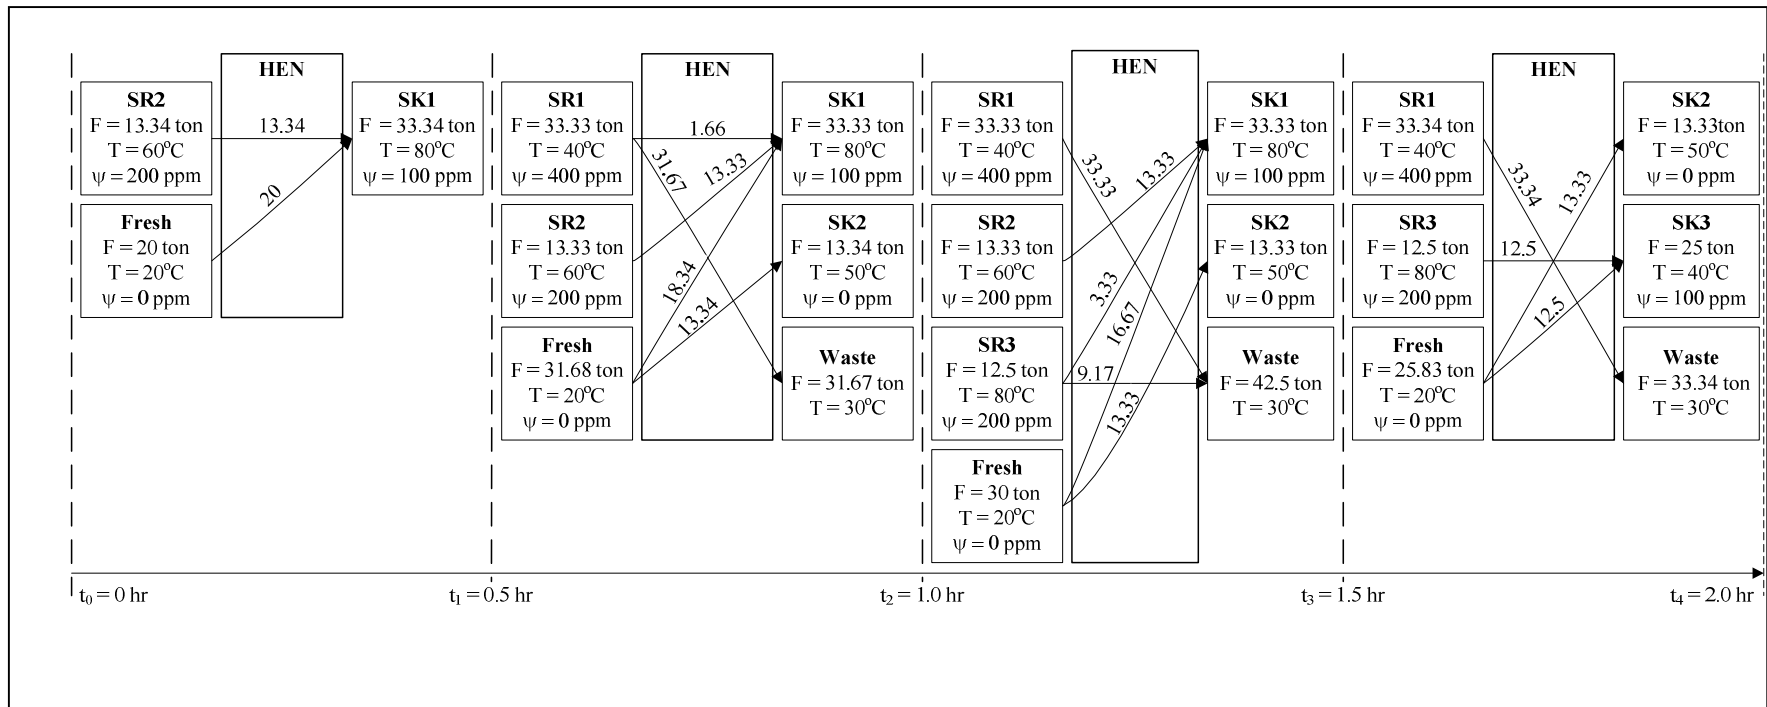 HEN
SR2
F = 13.34 ton
T = 60°C
ψ = 200 ppm
13.34
SK1
F = 33.34 ton
T = 80°C
ψ = 100 ppm
Fresh
F = 20 ton
T = 20°C
ψ = 0 ppm
20
HEN
SR1
F = 33.33 ton
T = 40°C
ψ = 400 ppm
1.66
31.67
13.33
SK1
F = 33.33 ton
T = 80°C
ψ = 100 ppm
SR2
F = 13.33 ton
T = 60°C
ψ = 200 ppm
18.34
13.34
SK2
F = 13.34 ton
T = 50°C
ψ = 0 ppm
Fresh
F = 31.68 ton
T = 20°C
ψ = 0 ppm
Waste
F = 31.67 ton
T = 30°C
HEN
SR1
F = 33.33 ton
T = 40°C
ψ = 400 ppm
33.33
13.33
SK1
F = 33.33 ton
T = 80°C
ψ = 100 ppm
SR2
F = 13.33 ton
T = 60°C
ψ = 200 ppm
3.33
16.67
SK2
F = 13.33 ton
T = 50°C
ψ = 0 ppm
SR3
F = 12.5 ton
T = 80°C
ψ = 200 ppm
9.17
13.33
Waste
F = 42.5 ton
T = 30°C
Fresh
F = 30 ton
T = 20°C
ψ = 0 ppm
HEN
SR1
F = 33.34 ton
T = 40°C
ψ = 400 ppm
33.34
13.33
SK2
F = 13.33ton
T = 50°C
ψ = 0 ppm
SR3
F = 12.5 ton
T = 80°C
ψ = 200 ppm
12.5
12.5
SK3
F = 25 ton
T = 40°C
ψ = 100 ppm
Fresh
F = 25.83 ton
T = 20°C
ψ = 0 ppm
Waste
F = 33.34 ton
T = 30°C
t₀ = 0 hr
t₁ = 0.5 hr
t₂ = 1.0 hr
t₃ = 1.5 hr
t₄ = 2.0 hr